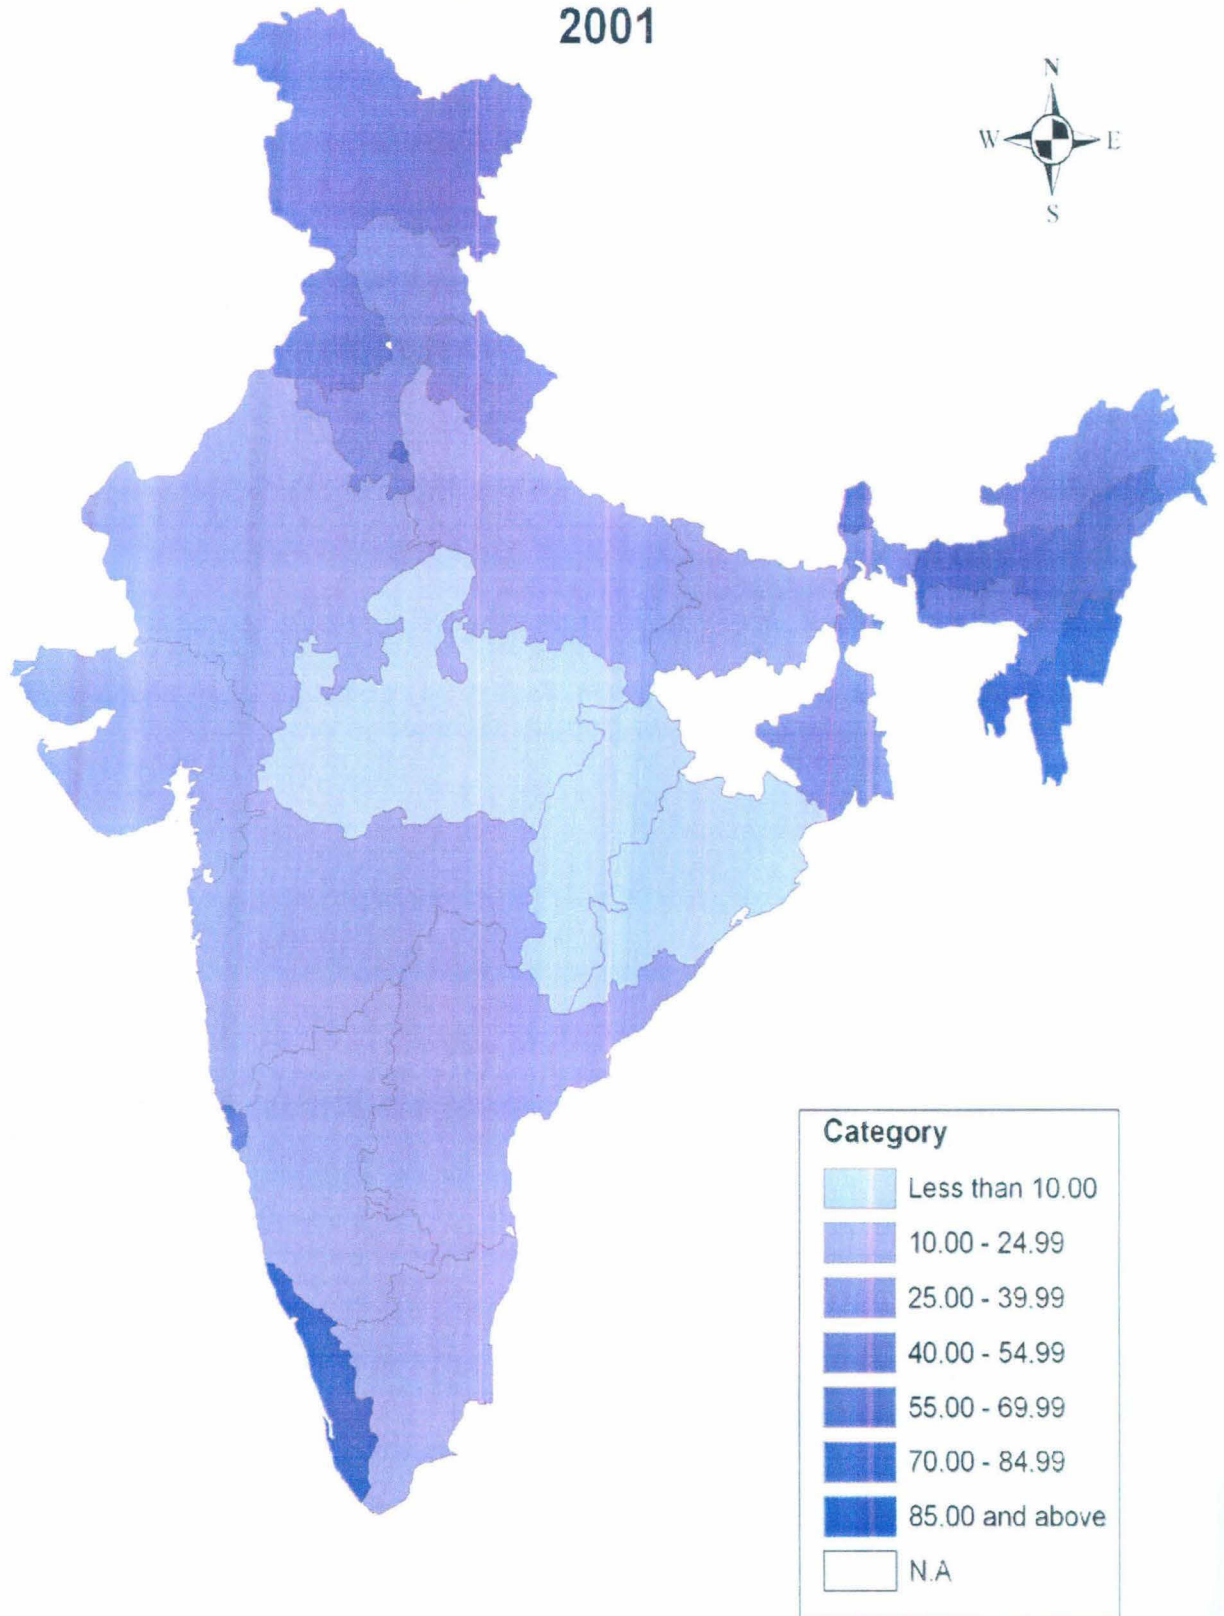 2001
N
W E
S
Category
Less than 10.00
10.00 - 24.99
25.00 - 39.99
40.00 - 54.99
55.00 - 69.99
70.00 - 84.99
85.00 and above
N.A